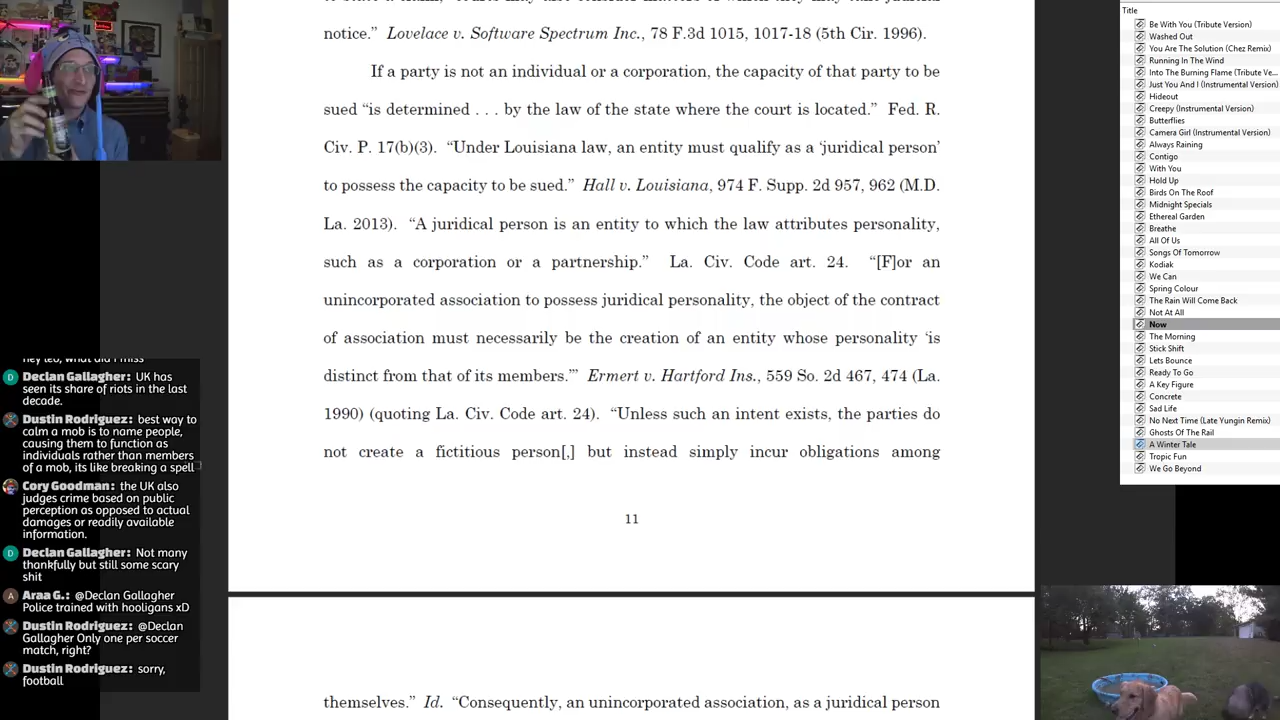 notice.” Lovelace v. Software Spectrum Inc., 78 F.3d 1015, 1017-18 (5th Cir. 1996).
If a party is not an individual or a corporation, the capacity of that party to be
sued “is determined . . . by the law of the state where the court is located.” Fed. R.
Civ. P. 17(b)(3). “Under Louisiana law, an entity must qualify as a ‘juridical person’
to possess the capacity to be sued.” Hall v. Louisiana, 974 F. Supp. 2d 957, 962 (M.D.
La. 2013). “A juridical person is an entity to which the law attributes personality,
such as a corporation or a partnership.” La. Civ. Code art. 24. “[F]or an
unincorporated association to possess juridical personality, the object of the contract
of association must necessarily be the creation of an entity whose personality ‘is
distinct from that of its members.’” Ermert v. Hartford Ins., 559 So. 2d 467, 474 (La.
1990) (quoting La. Civ. Code art. 24). “Unless such an intent exists, the parties do
not create a fictitious person[,] but instead simply incur obligations among
11
themselves.” Id. “Consequently, an unincorporated association, as a juridical person
hey leo, what did I miss
D Declan Gallagher: UK has
seen its share of riots in the last
decade.
Dustin Rodriguez: best way to
calm a mob is to name people,
causing them to function as
individuals rather than members
of a mob, its like breaking a spell
Cory Goodman: the UK also
judges crime based on public
perception as opposed to actual
damages or readily available
information.
D Declan Gallagher: Not many
thankfully but still some scary
shit
A Araa G.: @Declan Gallagher
Police trained with hooligans xD
Dustin Rodriguez: @Declan
Gallagher Only one per soccer
match, right?
Dustin Rodriguez: sorry,
football
Title
Be With You (Tribute Version)
Washed Out
You Are The Solution (Chez Remix)
Running In The Wind
Into The Burning Flame (Tribute Ve...
Just You And I (Instrumental Version)
Hideout
Creepy (Instrumental Version)
Butterflies
Camera Girl (Instrumental Version)
Always Raining
Contigo
With You
Hold Up
Birds On The Roof
Midnight Specials
Ethereal Garden
Breathe
All Of Us
Songs Of Tomorrow
Kodiak
We Can
Spring Colour
The Rain Will Come Back
Not At All
Now
The Morning
Stick Shift
Lets Bounce
Ready To Go
A Key Figure
Concrete
Sad Life
No Next Time (Late Yungin Remix)
Ghosts Of The Rail
A Winter Tale
Tropic Fun
We Go Beyond